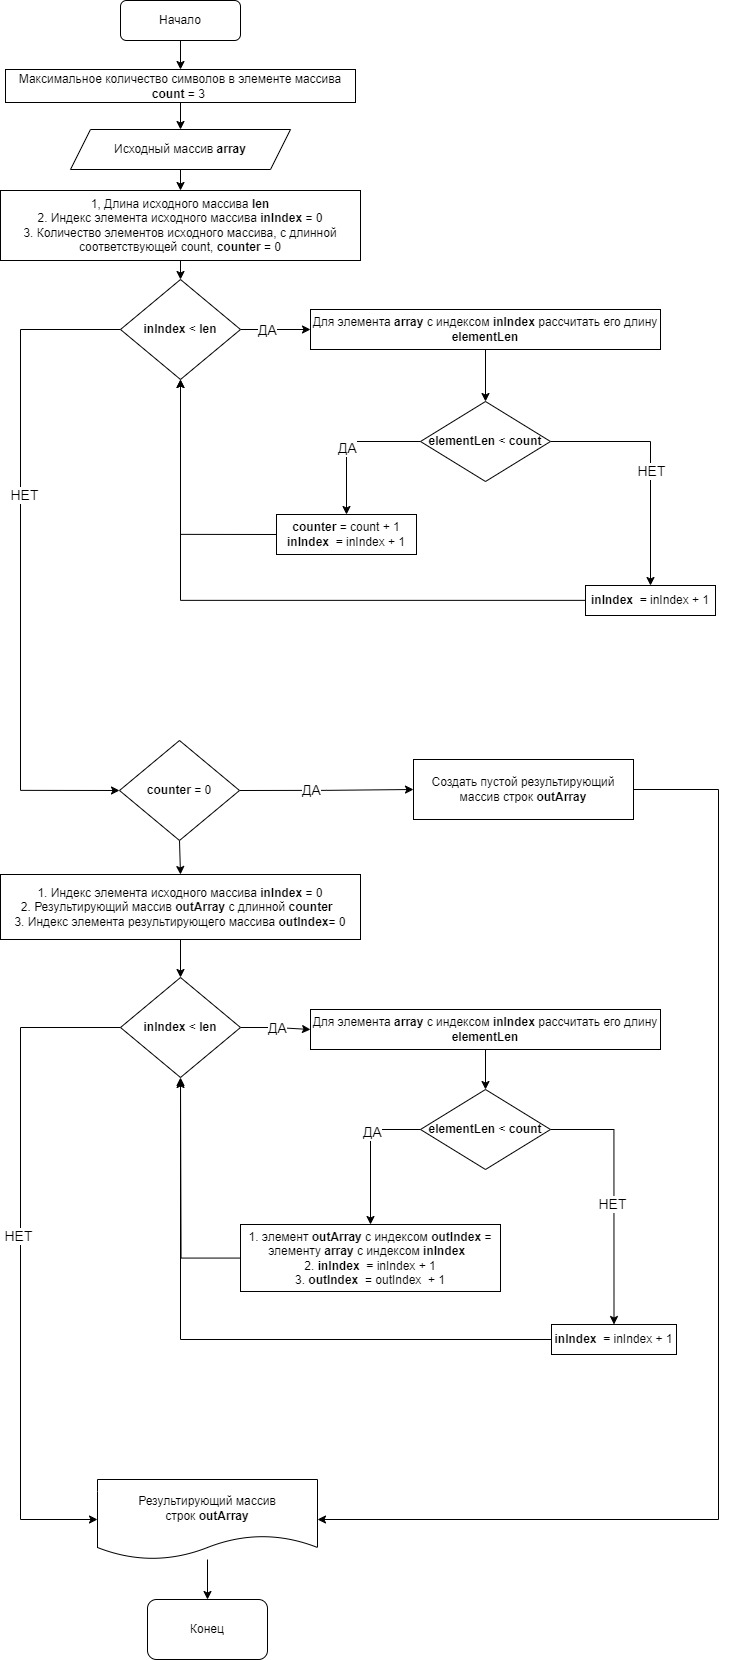 Начало
Максимальное количество символов в элементе массива
count = 3
Исходный массив array
1, Длина исходного массива len
2. Индекс элемента исходного массива inIndex = 0
3. Количество элементов исходного массива, с длинной
соответствующей count, counter = 0
inIndex < len
ДА
Для элемента array с индексом inIndex рассчитать его длину
elementLen
elementLen < count
ДА
НЕТ
НЕТ
counter = count + 1
inIndex = inIndex + 1
inIndex = inIndex + 1
counter = 0
ДА
Создать пустой результирующий
массив строк outArray
1. Индекс элемента исходного массива inIndex = 0
2. Результирующий массив outArray с длинной counter
3. Индекс элемента результирующего массива outIndex= 0
inIndex < len
ДА
Для элемента array с индексом inIndex рассчитать его длину
elementLen
elementLen < count
ДА
НЕТ
НЕТ
1. элемент outArray с индексом outIndex =
элементу array с индексом inIndex
2. inIndex = inIndex + 1
3. outIndex = outIndex + 1
inIndex = inIndex + 1
Результирующий массив
строк outArray
Конец